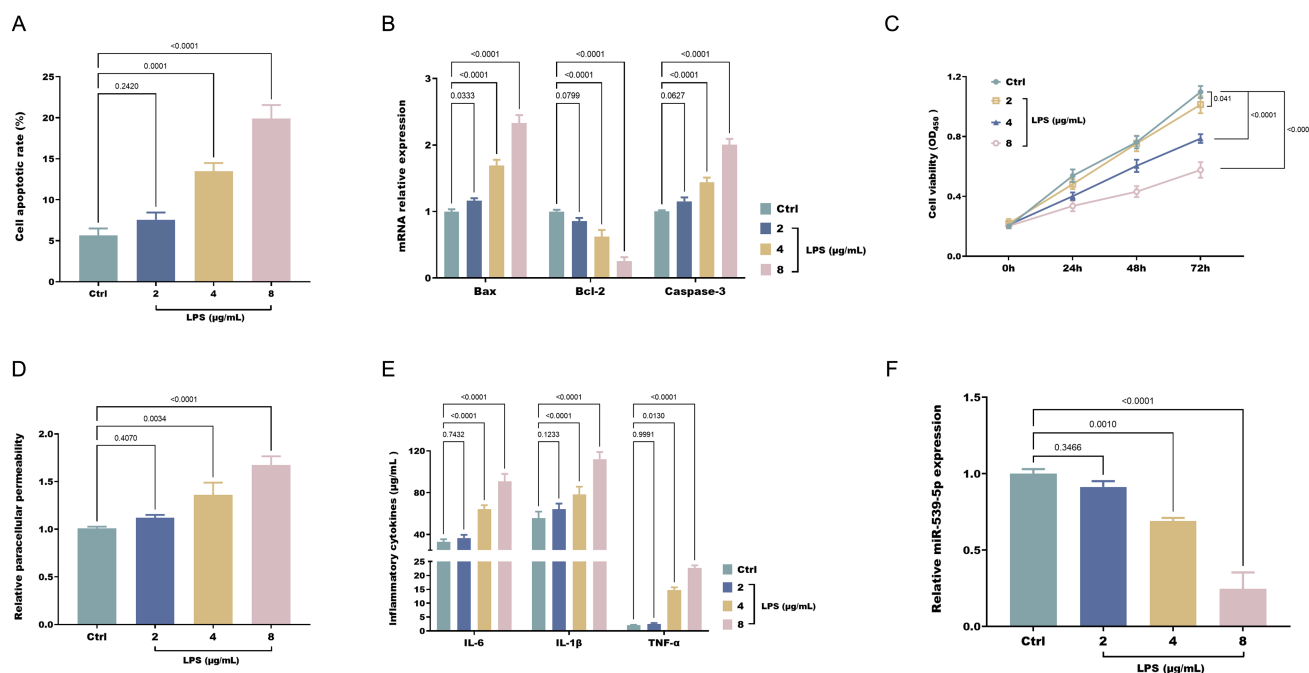 A
<0.0001
0.0001
0.2420
Cell apoptotic rate (%)
25
20
15
10
5
0
Ctrl
2
4
8
LPS (μg/mL)
B
<0.0001
<0.0001
<0.0001
<0.0001
<0.0001
<0.0001
0.0333
0.0799
0.0627
mRNA relative expression
3
2
1
0
Bax
Bcl-2
Caspase-3
Ctrl
2
4
8
LPS (μg/mL)
C
Cell viability (OD450)
1.2
0.8
0.4
0.0
0h
24h
48h
72h
Ctrl
2
4
8
LPS (μg/mL)
0.041
<0.0001
<0.000
D
<0.0001
0.0034
0.4070
Relative paracellular permeability
2.0
1.5
1.0
0.5
0.0
Ctrl
2
4
8
LPS (μg/mL)
E
<0.0001
<0.0001
<0.0001
<0.0001
<0.0001
0.0130
0.7432
0.1233
0.9991
Inflammatory cytokines (μg/mL)
120
80
40
25
20
15
10
5
0
IL-6
IL-1β
TNF-α
Ctrl
2
4
8
LPS (μg/mL)
F
<0.0001
0.0010
0.3466
Relative miR-539-5p expression
1.5
1.0
0.5
0.0
Ctrl
2
4
8
LPS (μg/mL)